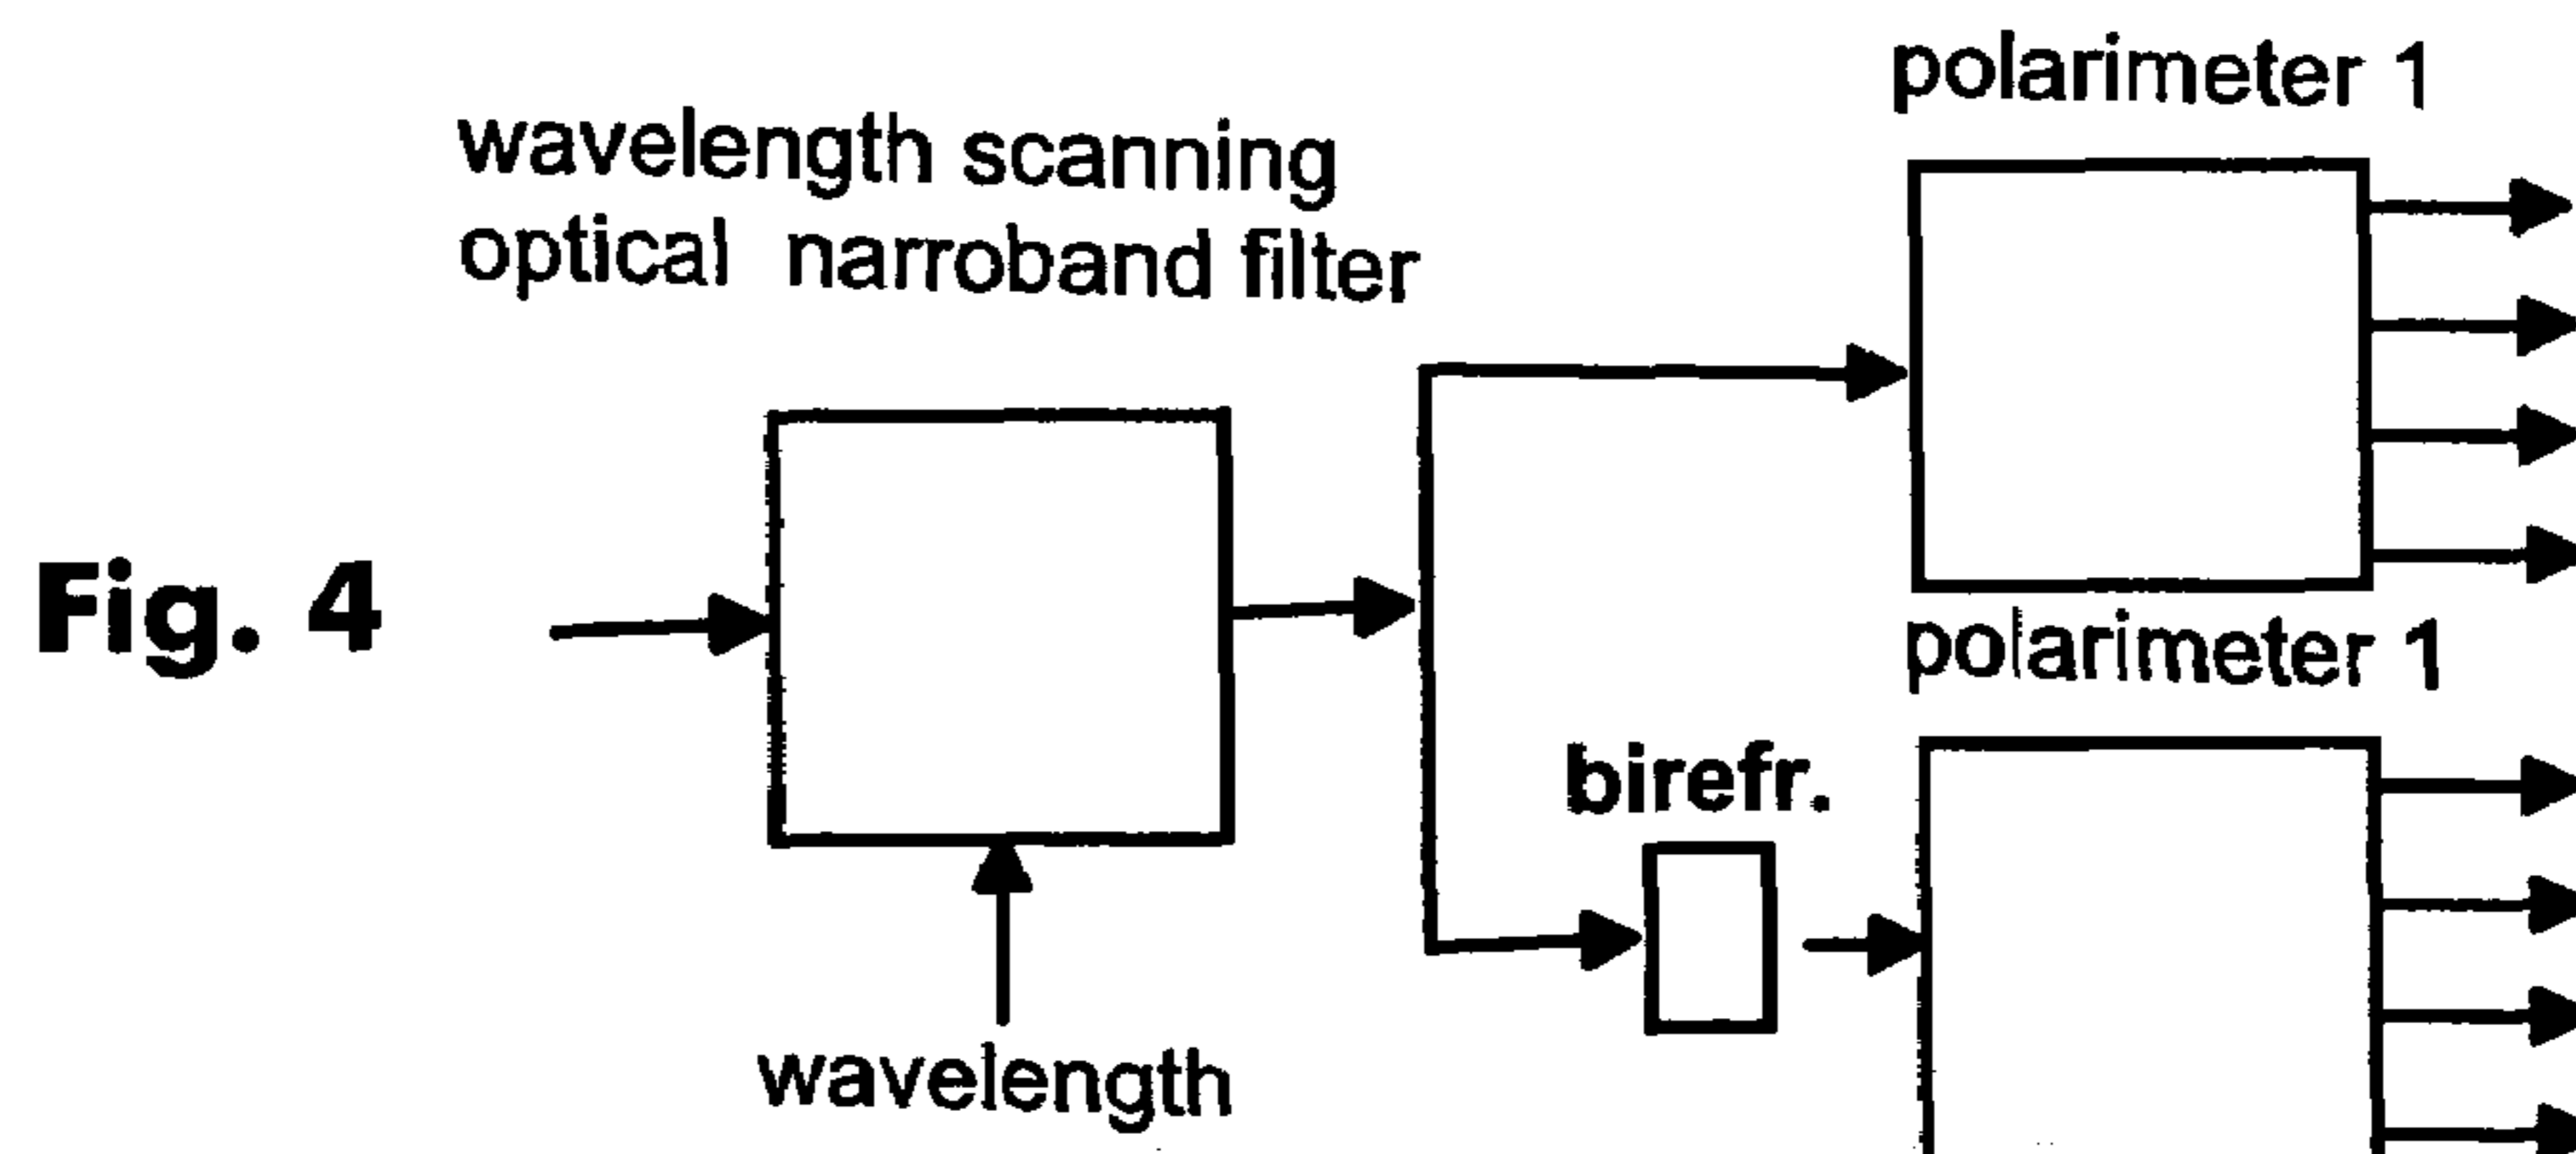 polarimeter 1
wavelength scanning
optical narroband filter
Fig. 4
polarimeter 1
birefr.
wavelength